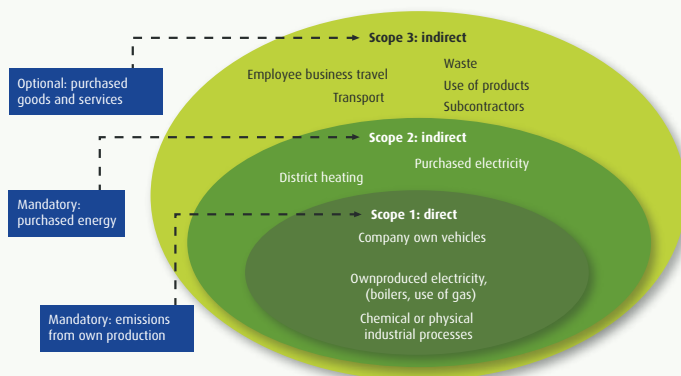 Scope 3: indirect
Employee business travel
Transport
Waste
Use of products
Subcontractors
Optional: purchased
goods and services
Scope 2: indirect
Purchased electricity
District heating
Mandatory:
purchased energy
Scope 1: direct
Company own vehicles
Ownproduced electricity,
(boilers, use of gas)
Chemical or physical
industrial processes
Mandatory: emissions
from own production